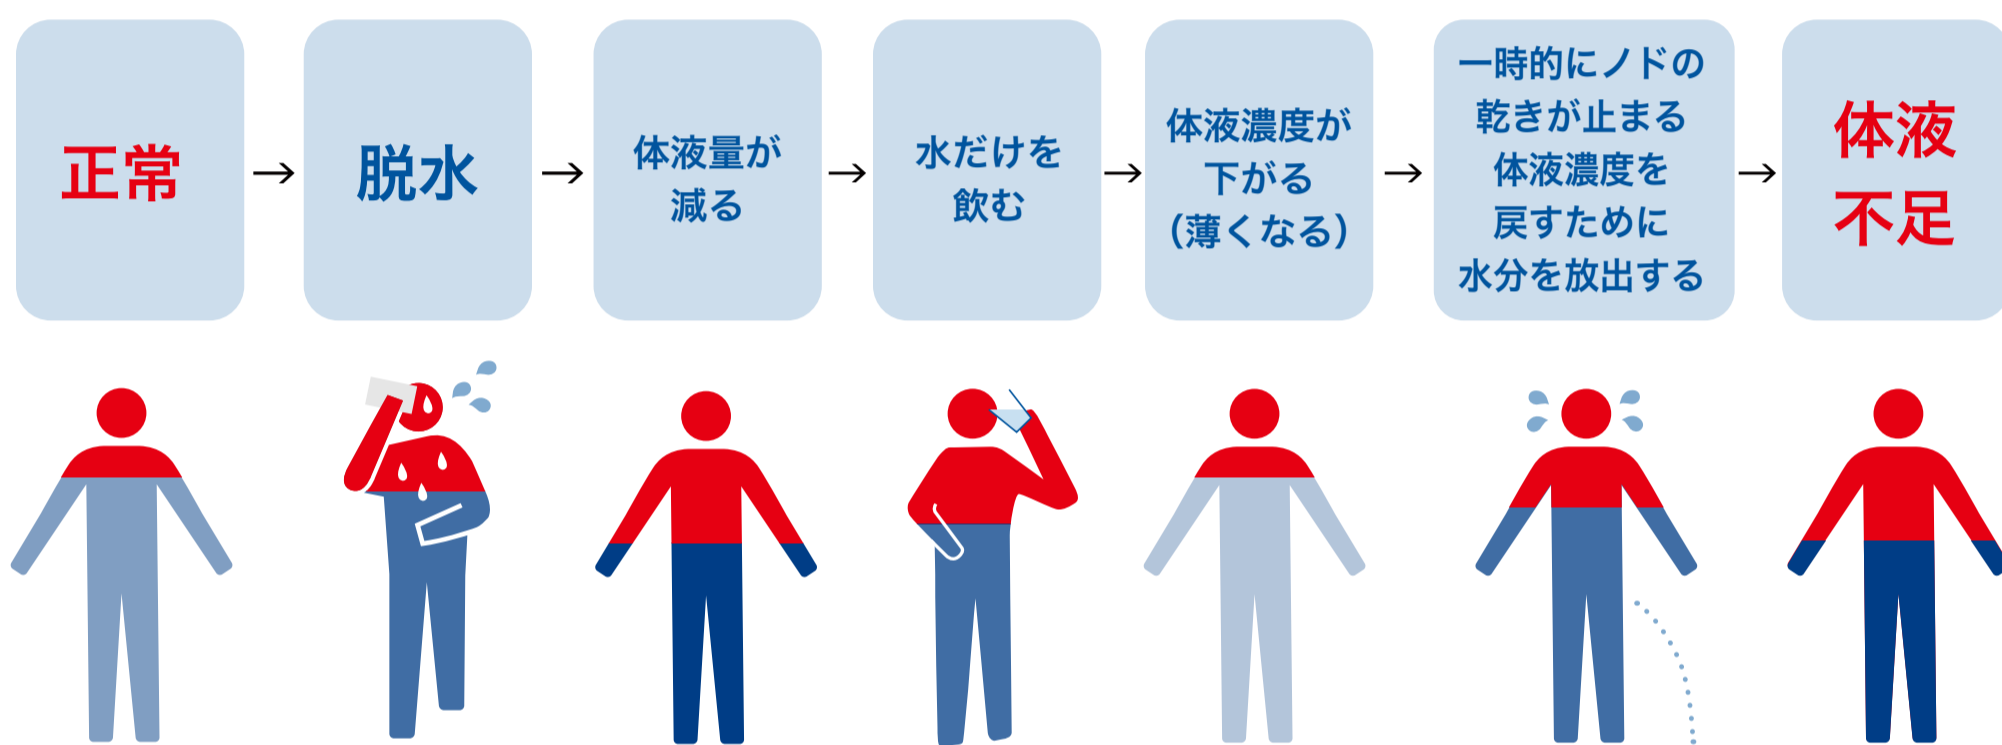 正常
→
脱水
→
体液量が
減る
→
水だけを
飲む
→
体液濃度が
下がる
（薄くなる）
→
一時的にノドの
乾きが止まる
体液濃度を
戻すために
水分を放出する
→
体液
不足